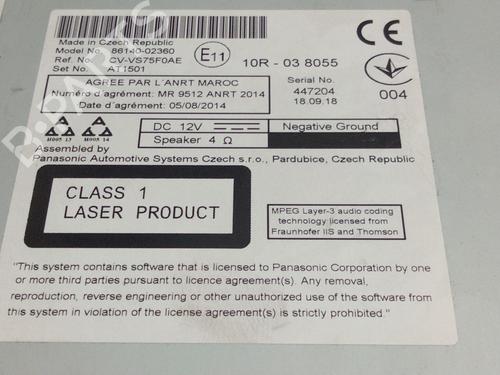 Made in Czech Republic
Model No. 86140-02360
Ref. No. CV-VS75F0AE
Set No. AT1501
E11
10R - 03 8055
CE
AGREE PAR L'ANRT MAROC
Numéro d'agrément: MR 9512 ANRT 2014
Date d'agrément: 05/08/2014
Serial No.
447204
18.09.18
004
H005 13
H005 14
DC 12V
Negative Ground
Speaker 4 Ω
Assembled by
Panasonic Automotive Systems Czech s.r.o., Pardubice, Czech Republic
CLASS 1
LASER PRODUCT
MPEG Layer-3 audio coding
technology licensed from
Fraunhofer IIS and Thomson
"This system contains software that is licensed to Panasonic Corporation by one
or more third parties pursuant to licence agreement(s). Any removal,
reproduction, reverse engineering or other unauthorized use of the software
in this system in violation of the license agreement(s) is strictly prohibited."
B-PARTS